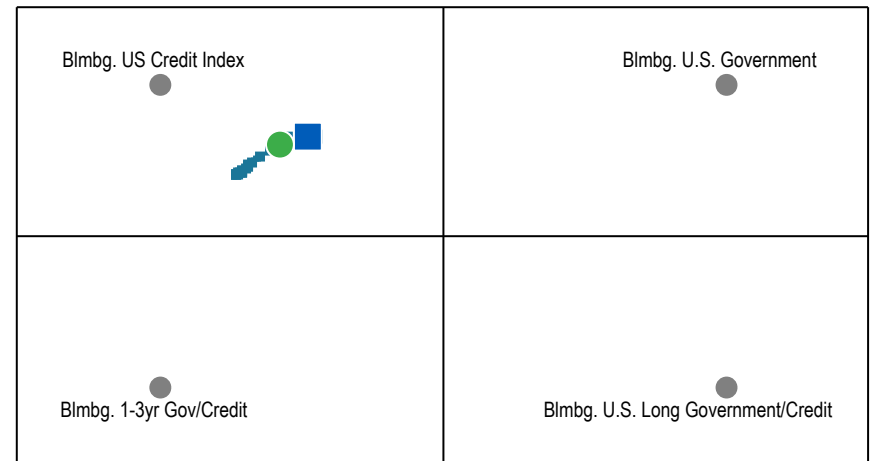 Blmbg. US Credit Index
Blmbg. U.S. Government
Blmbg. 1-3yr Gov/Credit
Blmbg. U.S. Long Government/Credit